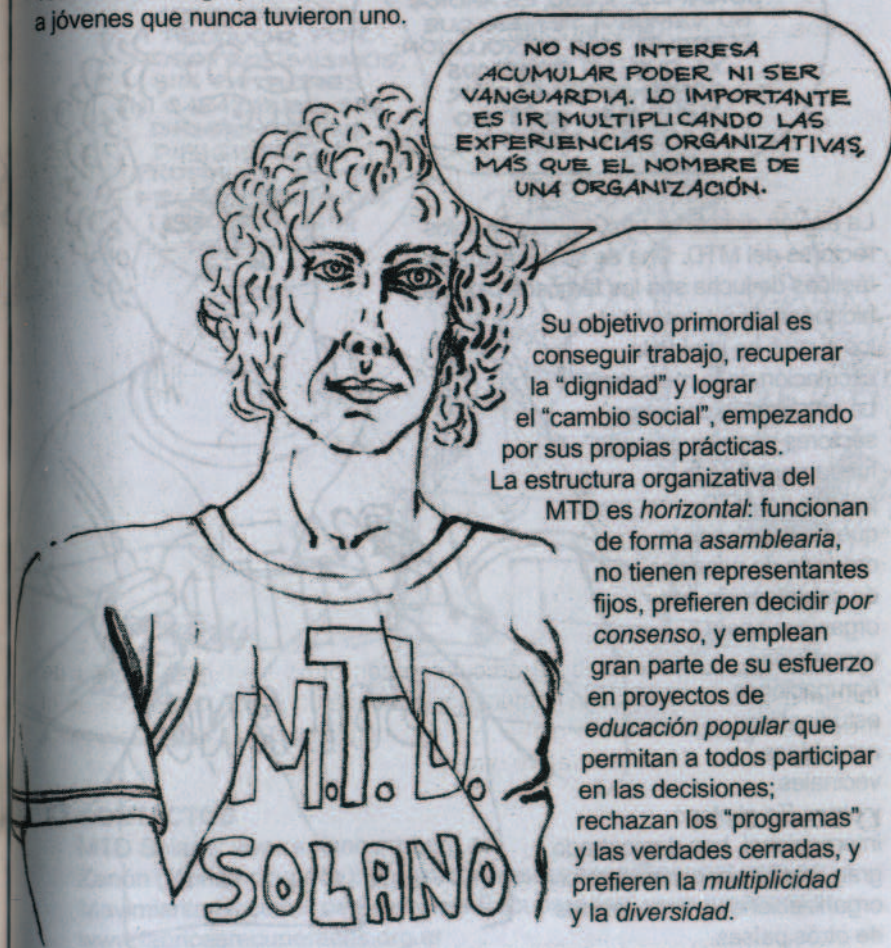 a jóvenes que nunca tuvieron uno.
NO NOS INTERESA
ACUMULAR PODER NI SER
VANGUARDIA. LO IMPORTANTE
ES IR MULTIPLICANDO LAS
EXPERIENCIAS ORGANIZATIVAS,
MÁS QUE EL NOMBRE DE
UNA ORGANIZACIÓN.
Su objetivo primordial es
conseguir trabajo, recuperar
la "dignidad" y lograr
el "cambio social", empezando
por sus propias prácticas.
La estructura organizativa del
MTD es horizontal: funcionan
de forma asamblearia,
no tienen representantes
fijos, prefieren decidir por
consenso, y emplean
gran parte de su esfuerzo
en proyectos de
educación popular que
permitan a todos participar
en las decisiones;
rechazan los "programas"
y las verdades cerradas, y
prefieren la multiplicidad
y la diversidad.
M.T.D.
SOLANO